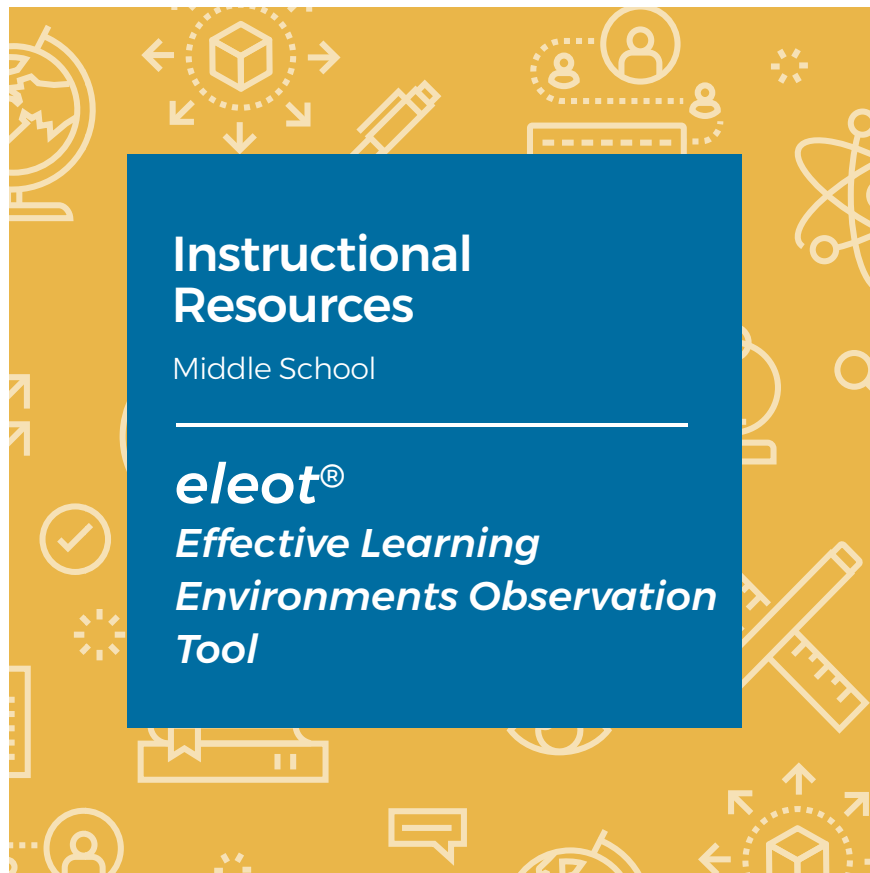 Instructional
Resources
Middle School
eleot®
Effective Learning
Environments Observation
Tool